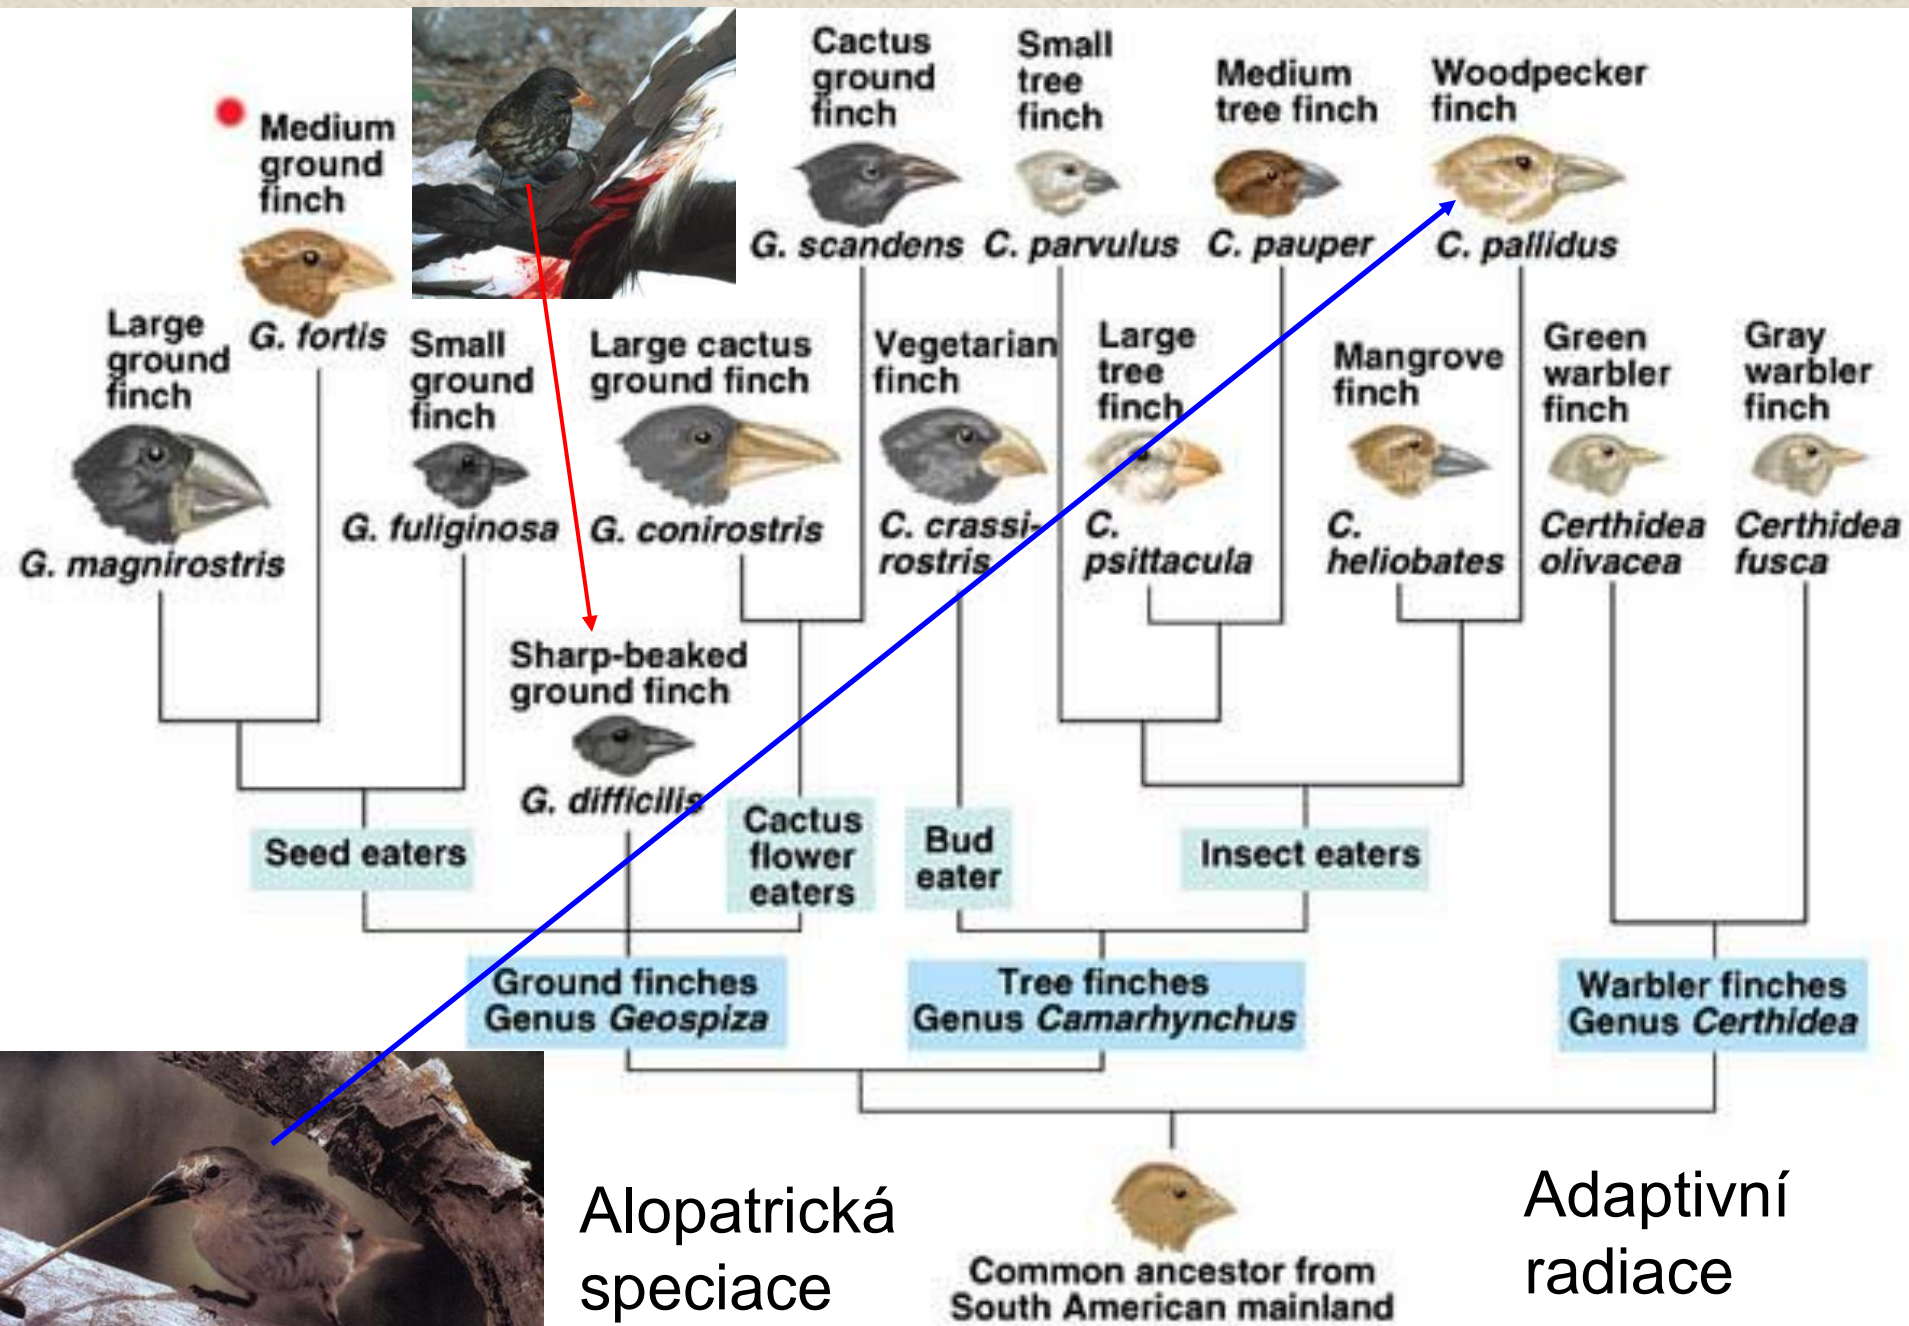 Cactus
ground
finch
G. scandens
Small
tree
finch
C. parvulus
Medium
tree finch
C. pauper
Woodpecker
finch
C. pallidus
Medium
ground
finch
G. fortis
Large
ground
finch
G. magnirostris
Small
ground
finch
G. fuliginosa
Large cactus
ground finch
G. conirostris
Vegetarian
finch
C. crassi-
rostris
Large
tree
finch
C.
psittacula
Mangrove
finch
C.
heliobates
Green
warbler
finch
Certhidea
olivacea
Gray
warbler
finch
Certhidea
fusca
Sharp-beaked
ground finch
G. difficilis
Seed eaters
Cactus
flower
eaters
Bud
eater
Insect eaters
Ground finches
Genus Geospiza
Tree finches
Genus Camarhynchus
Warbler finches
Genus Certhidea
Alopatrická
speciace
Common ancestor from
South American mainland
Adaptivní
radiace